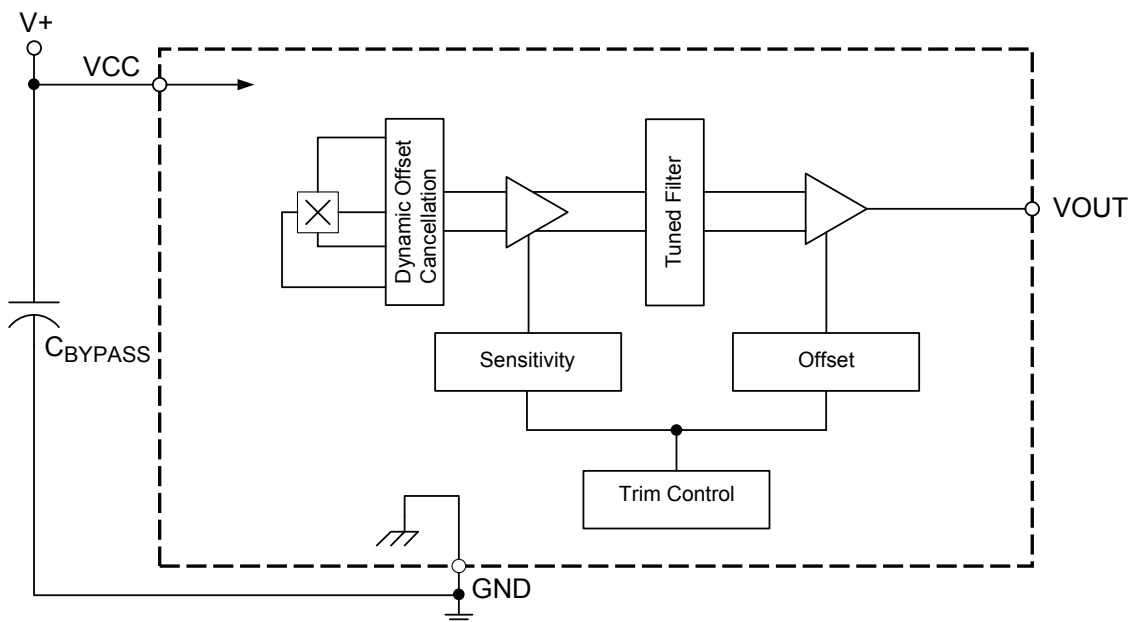 V+
VCC
Dynamic Offset
Cancellation
Tuned Filter
VOUT
CBYPASS
Sensitivity
Offset
Trim Control
GND